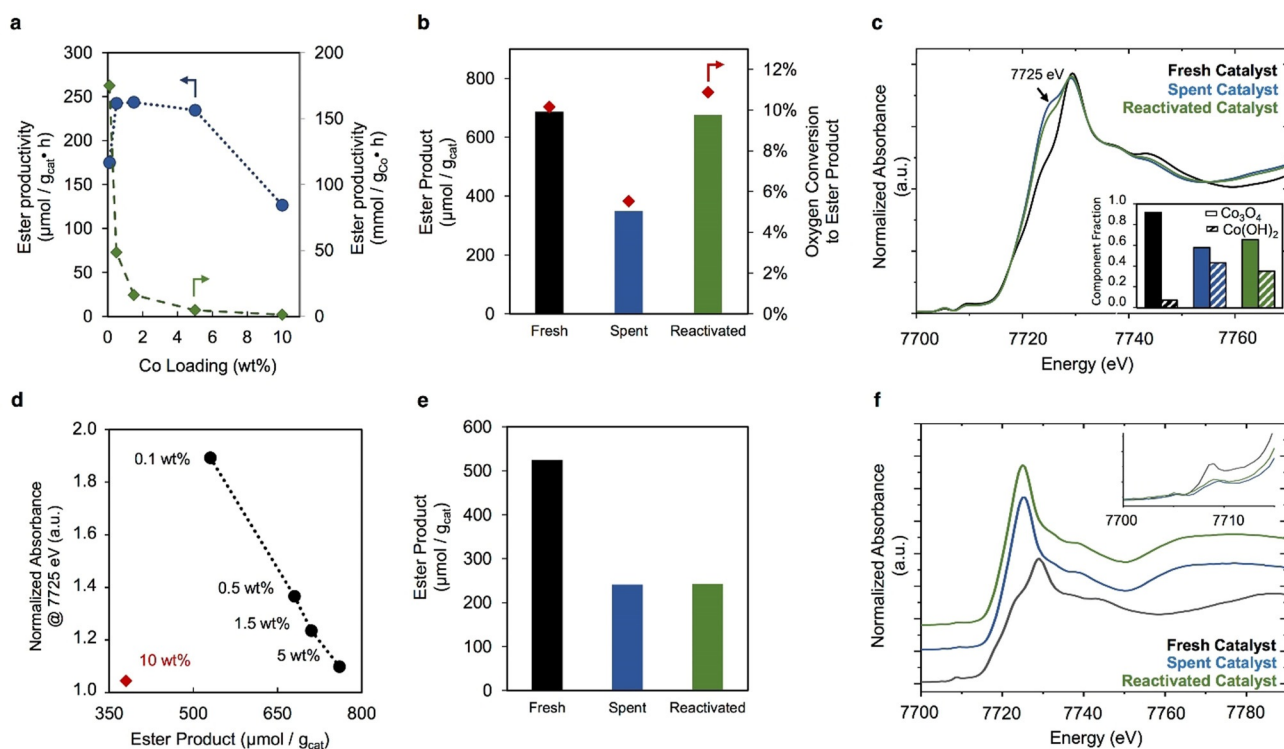 a
Ester productivity
(µmol / gcat• h)
300
250
200
150
100
50
0
0 2 4 6 8 10
Co Loading (wt%)
200
150
100
50
0
Ester productivity
(mmol / gCo• h)
b
Ester Product
(µmol / gcat)
800
600
400
200
0
Fresh Spent Reactivated
12%
10%
8%
6%
4%
2%
0%
Oxygen Conversion
to Ester Product
c
Normalized Absorbance
(a.u.)
7725 eV
Fresh Catalyst
Spent Catalyst
Reactivated Catalyst
Component Fraction
1.0
0.8
0.6
0.4
0.2
0.0
Co3O4
Co(OH)2
7700 7720 7740 7760
Energy (eV)
d
Normalized Absorbance
@ 7725 eV (a.u.)
2.0
1.8
1.6
1.4
1.2
1.0
0.1 wt%
0.5 wt%
1.5 wt%
5 wt%
10 wt%
350 500 650 800
Ester Product (µmol / gcat)
e
Ester Product
(µmol / gcat)
600
500
400
300
200
100
0
Fresh Spent Reactivated
f
Normalized Absorbance
(a.u.)
7700 7710
Fresh Catalyst
Spent Catalyst
Reactivated Catalyst
7700 7720 7740 7760 7780
Energy (eV)